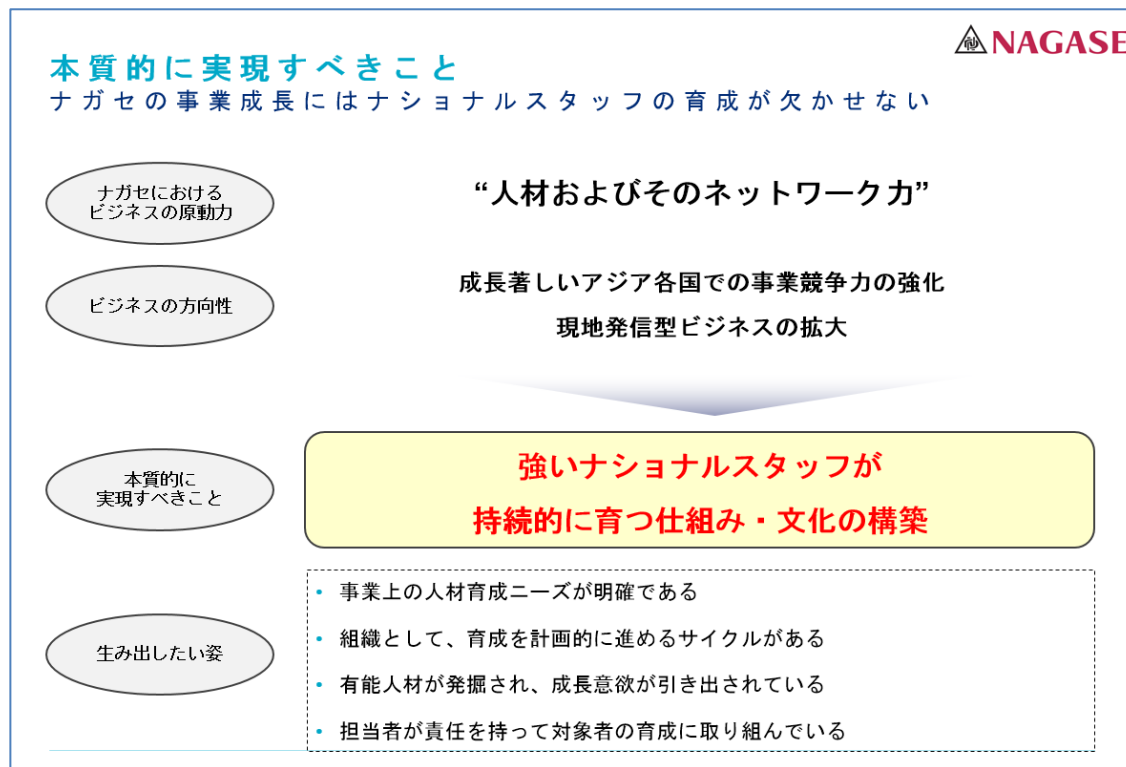 NAGASE
本質的に実現すべきこと
ナガセの事業成長にはナショナルスタッフの育成が欠かせない
ナガセにおける
ビジネスの原動力
“人材およびそのネットワーク力”
ビジネスの方向性
成長著しいアジア各国での事業競争力の強化
現地発信型ビジネスの拡大
本質的に
実現すべきこと
強いナショナルスタッフが
持続的に育つ仕組み・文化の構築
生み出したい姿
• 事業上の人材育成ニーズが明確である
• 組織として、育成を計画的に進めるサイクルがある
• 有能人材が発掘され、成長意欲が引き出されている
• 担当者が責任を持って対象者の育成に取り組んでいる